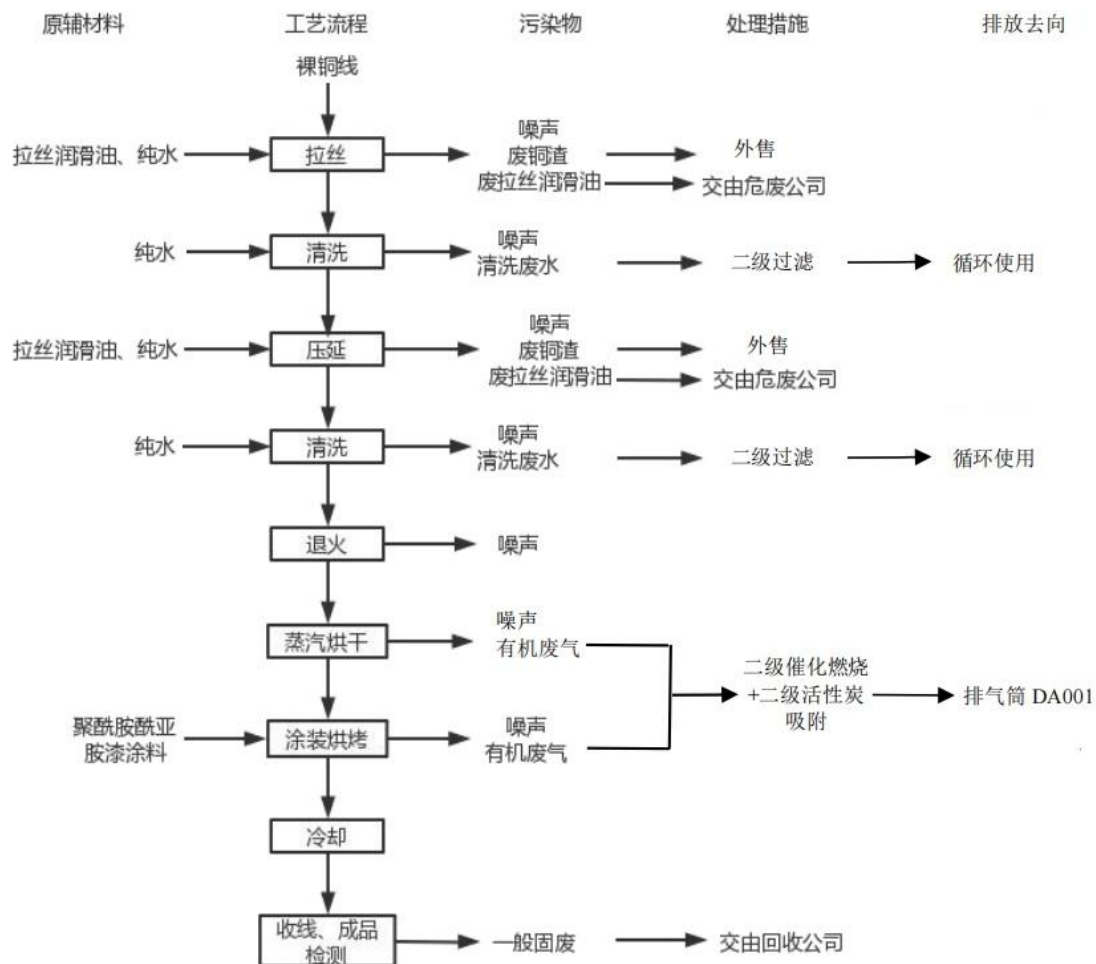 原辅材料 工艺流程 污染物 处理措施 排放去向
裸铜线
拉丝润滑油、纯水 拉丝 噪声
废铜渣 外售
废拉丝润滑油 交由危废公司
纯水 清洗 噪声
清洗废水 二级过滤 循环使用
拉丝润滑油、纯水 压延 噪声
废铜渣 外售
废拉丝润滑油 交由危废公司
纯水 清洗 噪声
清洗废水 二级过滤 循环使用
退火 噪声
蒸汽烘干 噪声
有机废气
二级催化燃烧
+二级活性炭
吸附
排气筒 DA001
聚酰胺酰亚
胺漆涂料
涂装烘烤 噪声
有机废气
冷却
收线、成品
检测
一般固废 交由回收公司